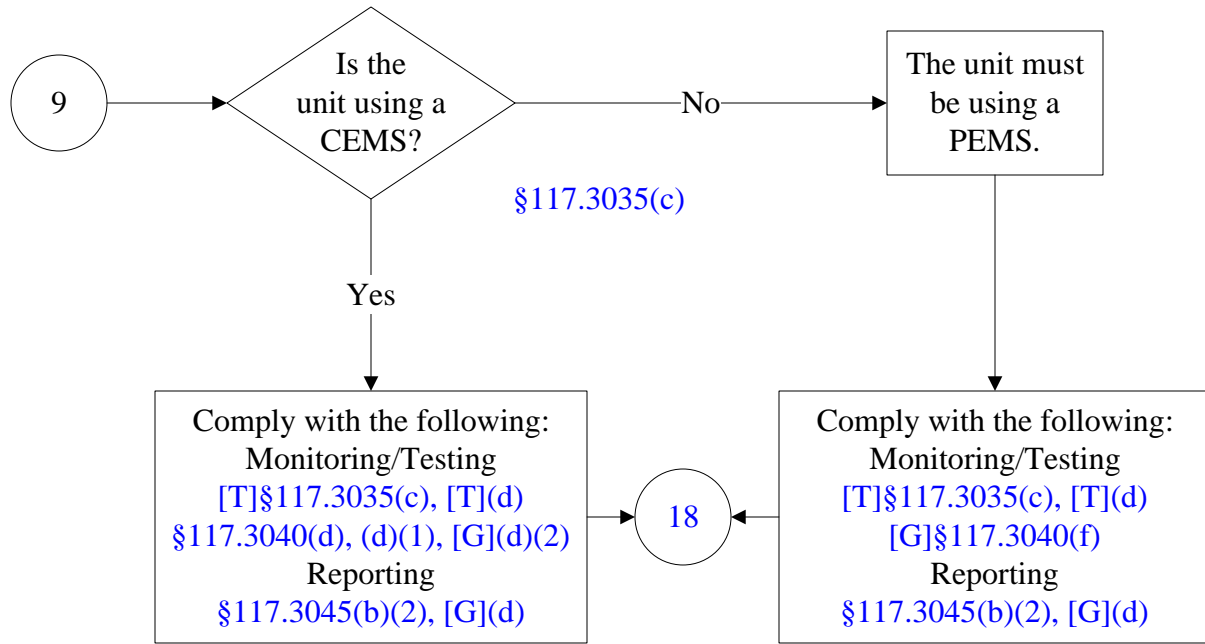 9
Is the
unit using a
CEMS?
No
The unit must
be using a
PEMS.
§117.3035(c)
Yes
Comply with the following:
Monitoring/Testing
[T]§117.3035(c), [T](d)
§117.3040(d), (d)(1), [G](d)(2)
Reporting
§117.3045(b)(2), [G](d)
18
Comply with the following:
Monitoring/Testing
[T]§117.3035(c), [T](d)
[G]§117.3040(f)
Reporting
§117.3045(b)(2), [G](d)